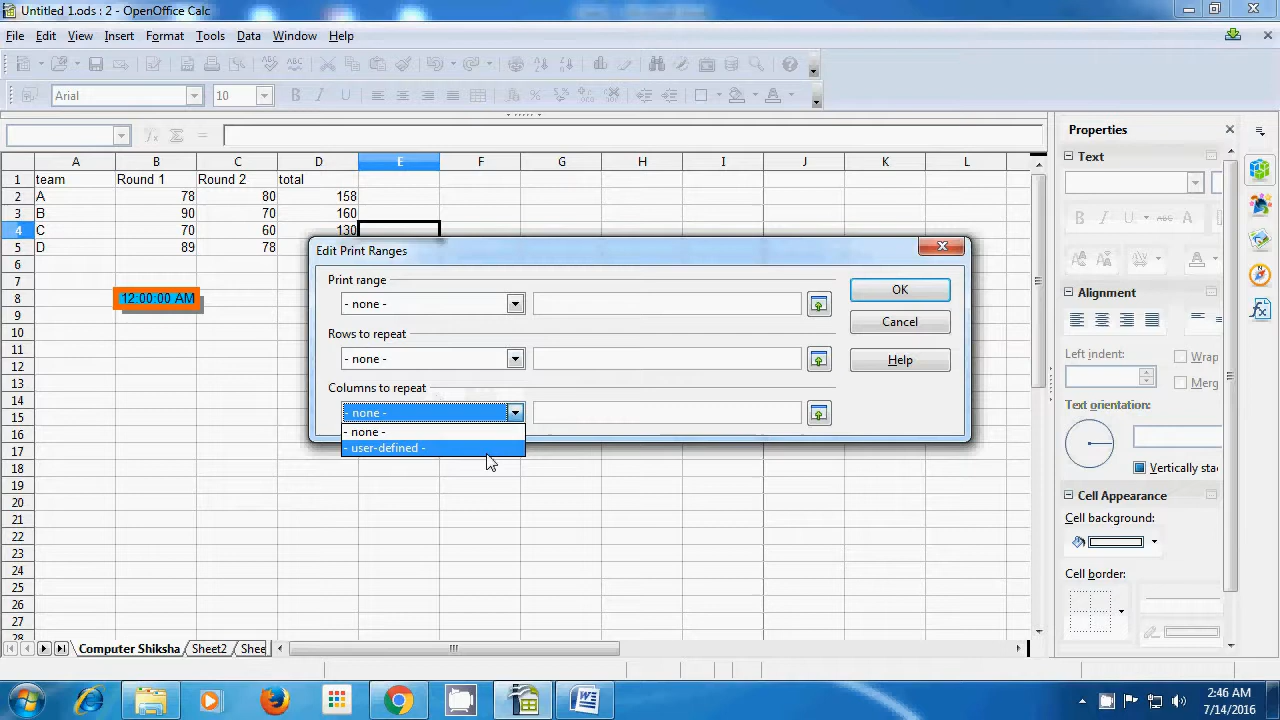 Untitled 1.ods : 2 - OpenOffice Calc
File Edit View Insert Format Tools Data Window Help
Arial 10
Properties
A B C D E F G H I J K L
1 team Round 1 Round 2 total
2 A 78 80 158
3 B 90 70 160
4 C 70 60 130
5 D 89 78
6
7
8 12:00:00 AM
9
10
11
12
13
14
15
16
17
18
19
20
21
22
23
24
25
26
27
28
Edit Print Ranges
Print range
- none -
OK
Rows to repeat
Cancel
- none -
Help
Columns to repeat
- none -
- none -
- user-defined -
Text
Alignment
Left indent:
Wrap
Merg
Text orientation:
Vertically sta
Cell Appearance
Cell background:
Cell border:
Computer Shiksha Sheet2 Shee
2:46 AM
7/14/2016